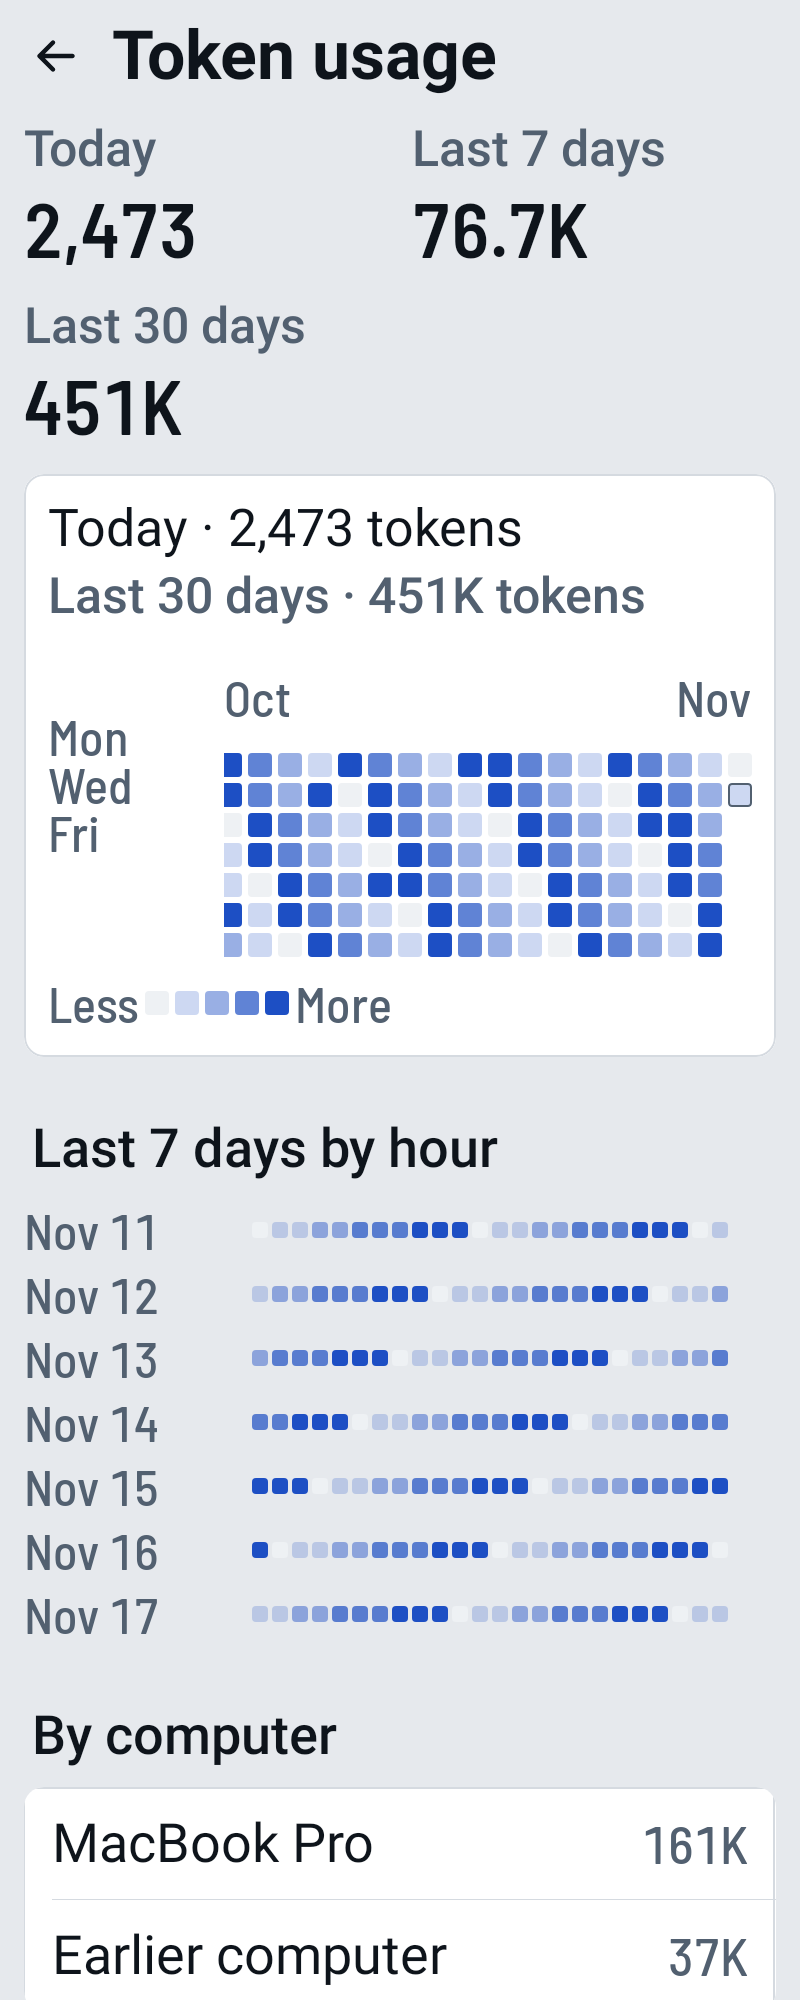 Token usage
Today
2,473
Last 7 days
76.7K
Last 30 days
451K
Today · 2,473 tokens
Last 30 days · 451K tokens
Oct Nov
Mon
Wed
Fri
Less More
Last 7 days by hour
Nov 11
Nov 12
Nov 13
Nov 14
Nov 15
Nov 16
Nov 17
By computer
MacBook Pro 161K
Earlier computer 37K